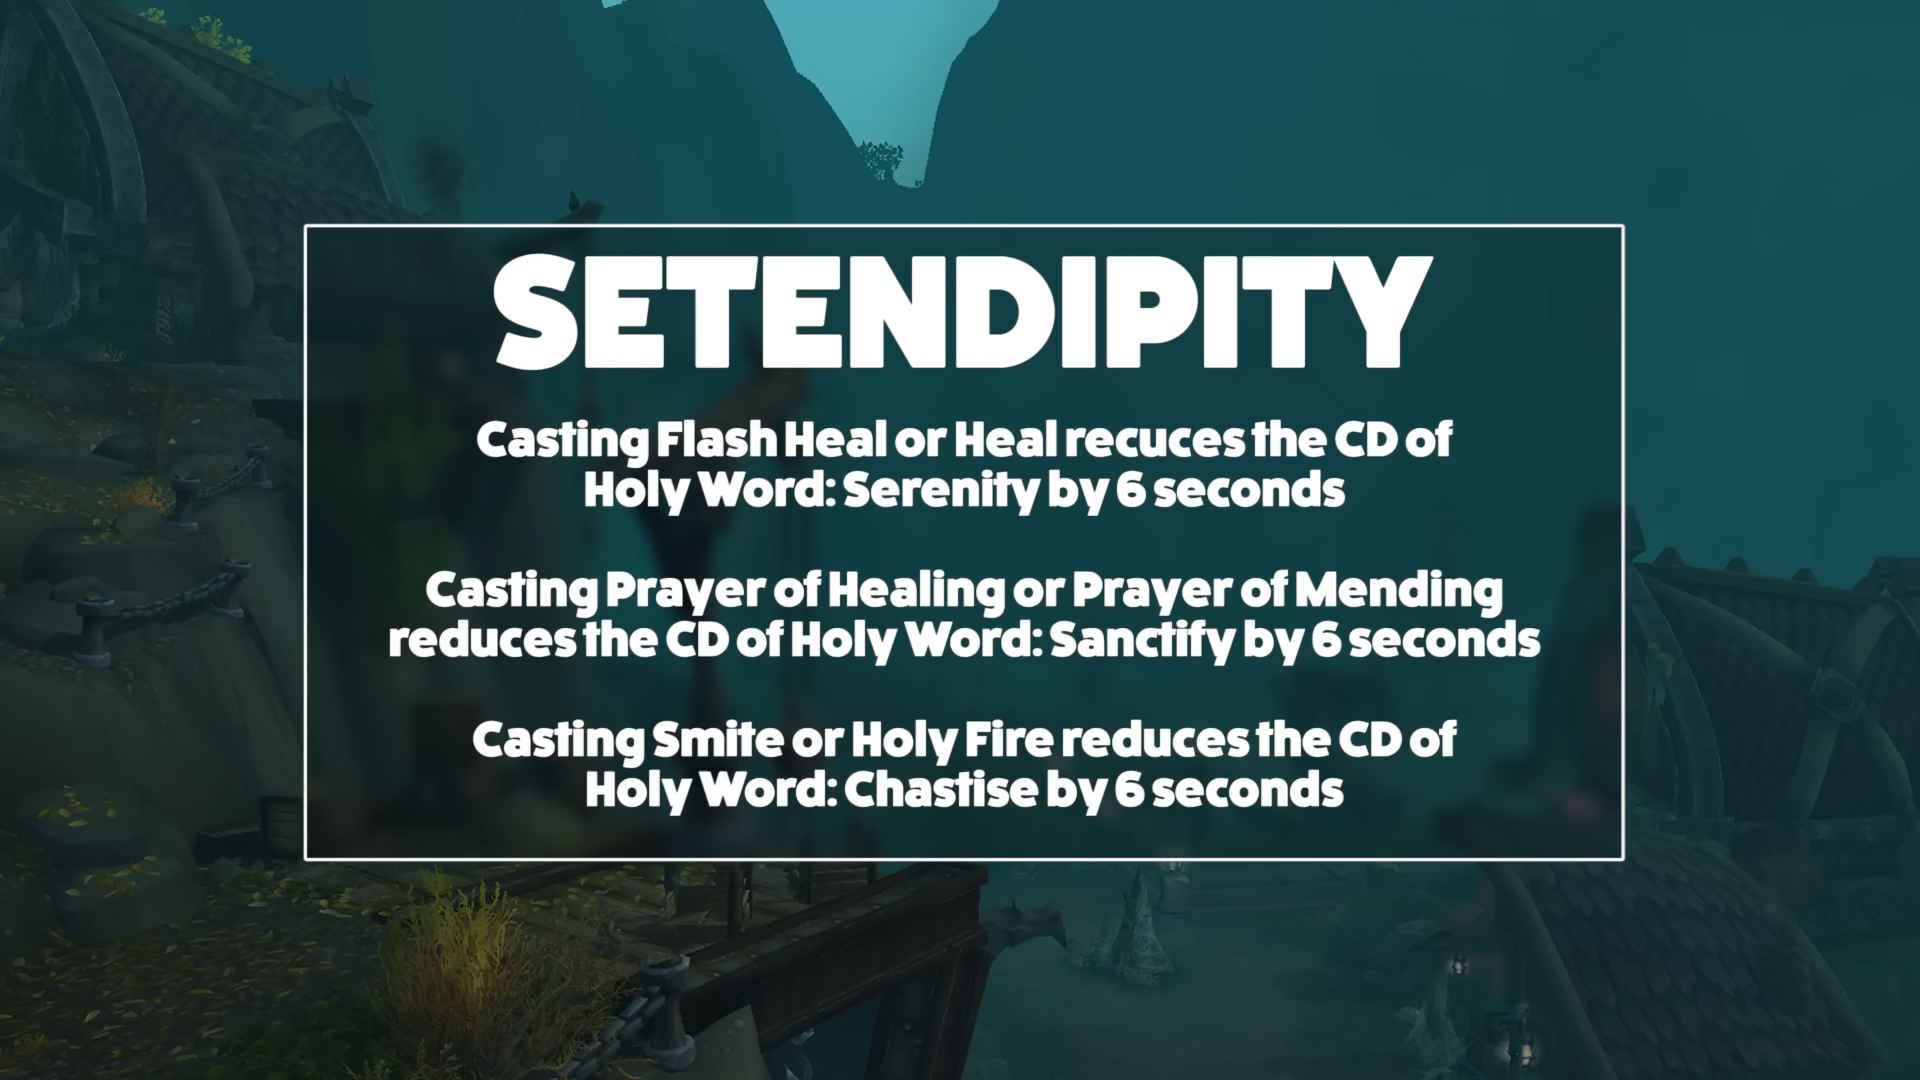 SETENDIPITY
Casting Flash Heal or Heal recuces the CD of
Holy Word: Serenity by 6 seconds
Casting Prayer of Healing or Prayer of Mending
reduces the CD of Holy Word: Sanctify by 6 seconds
Casting Smite or Holy Fire reduces the CD of
Holy Word: Chastise by 6 seconds